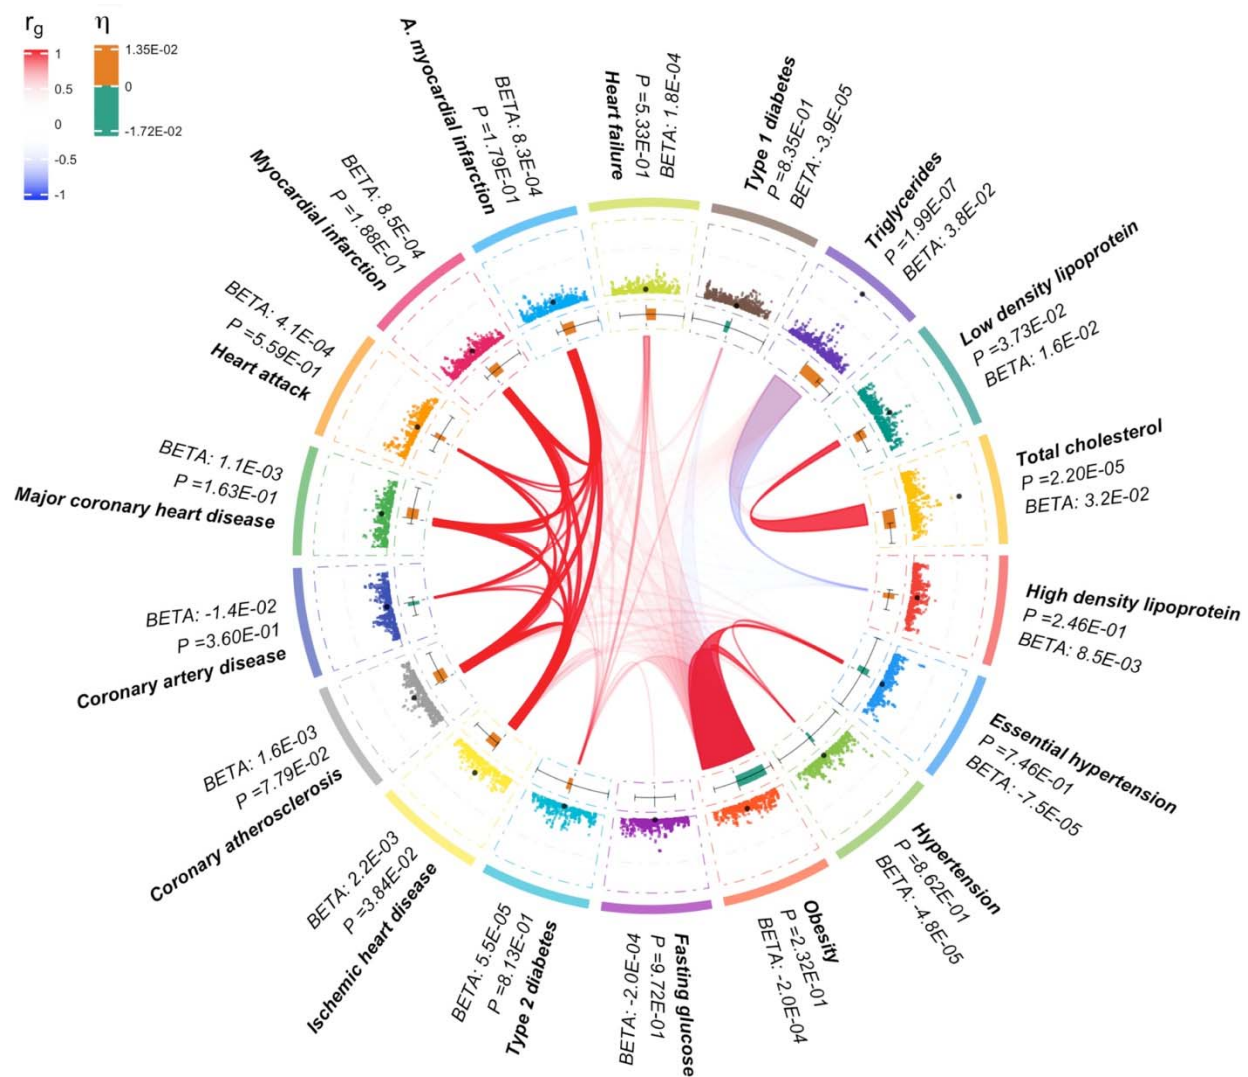 rg
η
1
0.5
0
-0.5
-1
1.35E-02
0
-1.72E-02
Heart failure
P =5.33E-01
BETA: 1.8E-04
Type 1 diabetes
P =8.35E-01
BETA: -3.9E-05
Triglycerides
P =1.99E-07
BETA: 3.8E-02
Low density lipoprotein
P =3.73E-02
BETA: 1.6E-02
Total cholesterol
P =2.20E-05
BETA: 3.2E-02
High density lipoprotein
P =2.46E-01
BETA: 8.5E-03
Essential hypertension
P =7.46E-01
BETA: -7.5E-05
Hypertension
P =8.62E-01
BETA: -4.8E-05
Obesity
P =2.32E-01
BETA: -2.0E-04
Fasting glucose
P =9.72E-01
BETA: -2.0E-04
BETA: 5.5E-05
P =8.13E-01
Type 2 diabetes
BETA: 2.2E-03
P =3.84E-02
Ischemic heart disease
BETA: 1.6E-03
P =7.79E-02
Coronary atherosclerosis
BETA: -1.4E-02
P =3.60E-01
Coronary artery disease
BETA: 1.1E-03
P =1.63E-01
Major coronary heart disease
BETA: 4.1E-04
P =5.59E-01
Heart attack
BETA: 8.5E-04
P =1.88E-01
Myocardial infarction
BETA: 8.3E-04
P =1.79E-01
A. myocardial infarction